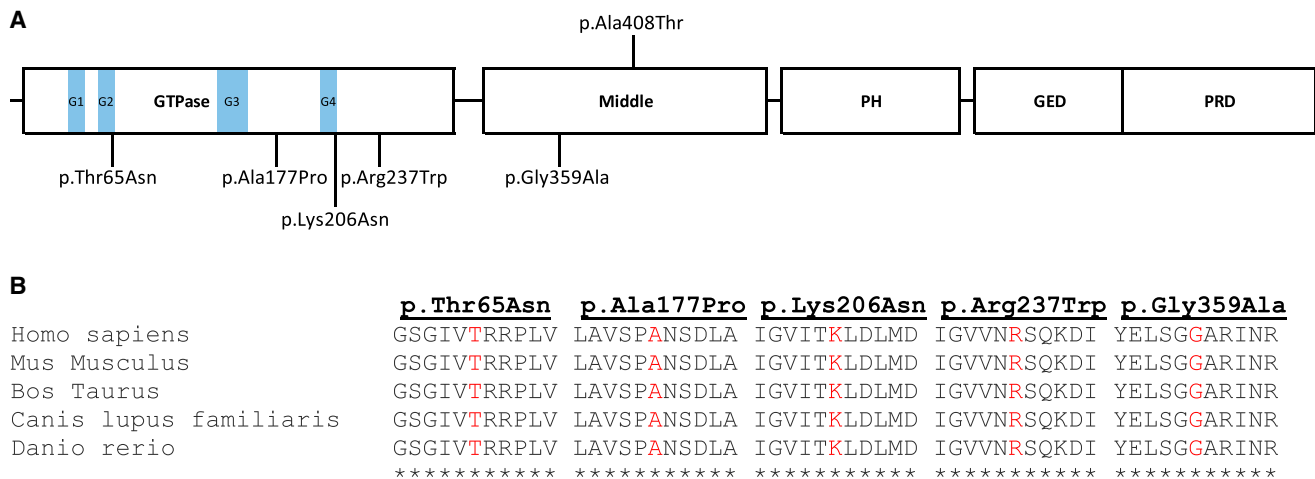 A
p.Ala408Thr
G1 G2 GTPase G3 G4 Middle PH GED PRD
p.Thr65Asn p.Ala177Pro p.Arg237Trp p.Gly359Ala
p.Lys206Asn
B
p.Thr65Asn p.Ala177Pro p.Lys206Asn p.Arg237Trp p.Gly359Ala
Homo sapiens GSGIVTRRPLV LAVSPANSDLA IGVITKLDLMD IGVVNRSQKDI YELSGGARINR
Mus Musculus GSGIVTRRPLV LAVSPANSDLA IGVITKLDLMD IGVVNRSQKDI YELSGGARINR
Bos Taurus GSGIVTRRPLV LAVSPANSDLA IGVITKLDLMD IGVVNRSQKDI YELSGGARINR
Canis lupus familiaris GSGIVTRRPLV LAVSPANSDLA IGVITKLDLMD IGVVNRSQKDI YELSGGARINR
Danio rerio GSGIVTRRPLV LAVSPANSDLA IGVITKLDLMD IGVVNRSQKDI YELSGGARINR
*********** *********** *********** *********** ***********